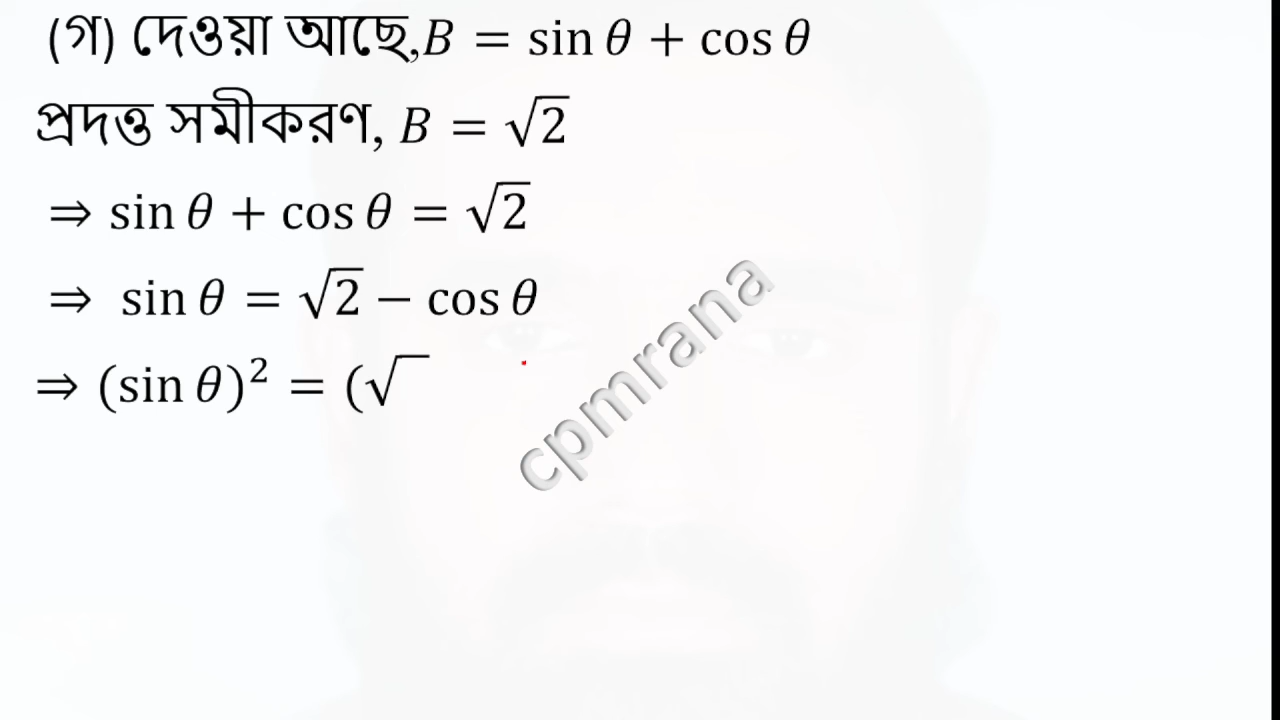 (গ) দেওয়া আছে,B = sin θ + cos θ
প্রদত্ত সমীকরণ, B = √2
⇒ sin θ + cos θ = √2
⇒ sin θ = √2 − cos θ
⇒ (sin θ)² = (√
cpmrana